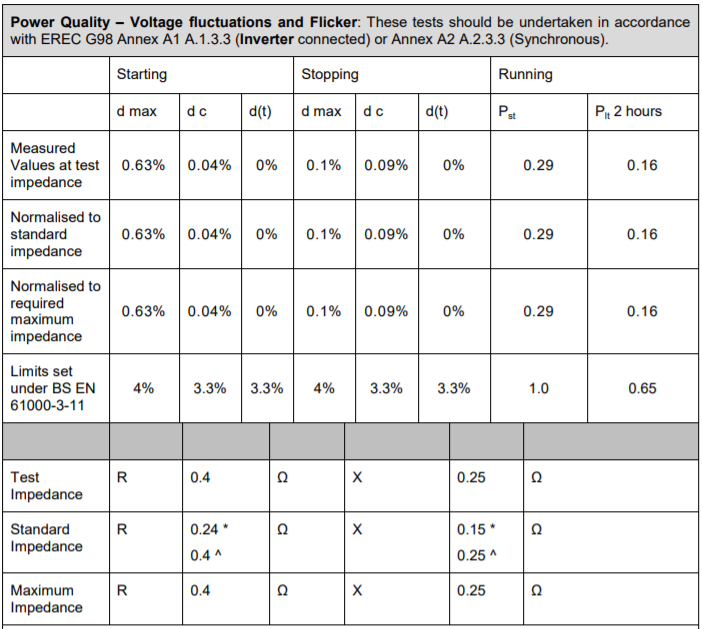 Power Quality – Voltage fluctuations and Flicker: These tests should be undertaken in accordance
with EREC G98 Annex A1 A.1.3.3 (Inverter connected) or Annex A2 A.2.3.3 (Synchronous).
Starting Stopping Running
d max d c d(t) d max d c d(t) Pst Plt 2 hours
Measured
Values at test
impedance
0.63% 0.04% 0% 0.1% 0.09% 0% 0.29 0.16
Normalised to
standard
impedance
0.63% 0.04% 0% 0.1% 0.09% 0% 0.29 0.16
Normalised to
required
maximum
impedance
0.63% 0.04% 0% 0.1% 0.09% 0% 0.29 0.16
Limits set
under BS EN
61000-3-11
4% 3.3% 3.3% 4% 3.3% 3.3% 1.0 0.65
Test
Impedance
R 0.4 Ω X 0.25 Ω
Standard
Impedance
R 0.24 * Ω X 0.15 * Ω
0.4 ^ 0.25 ^
Maximum
Impedance
R 0.4 Ω X 0.25 Ω